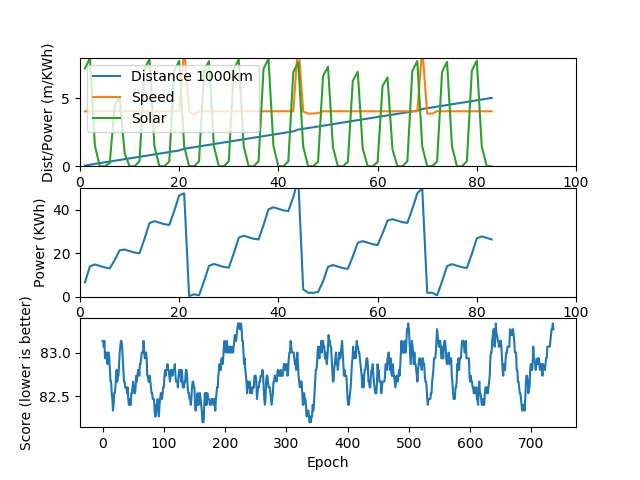 Dist/Power (m/KWh)
5
0
Distance 1000km
Speed
Solar
0 20 40 60 80 100
Power (KWh)
40
20
0
0 20 40 60 80 100
Score (lower is better)
83.0
82.5
0 100 200 300 400 500 600 700
Epoch